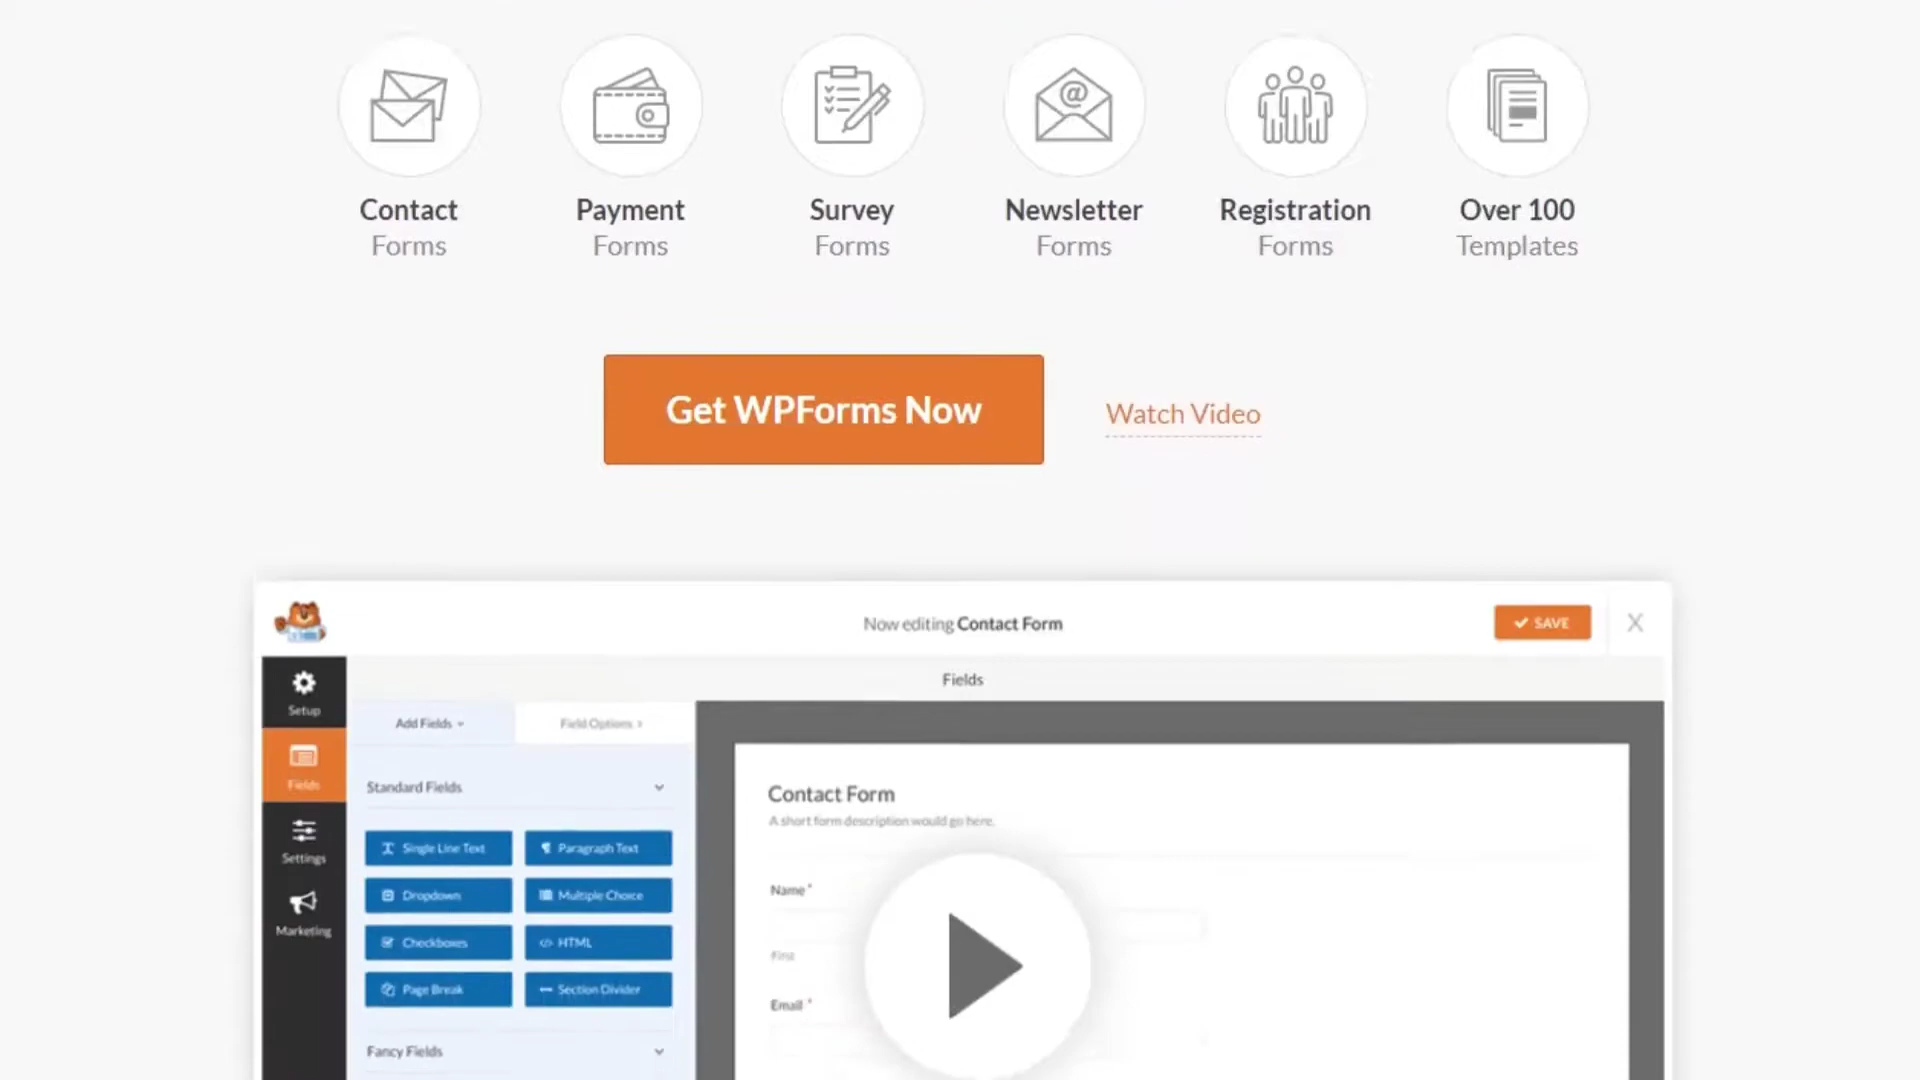 Contact
Forms
Payment
Forms
Survey
Forms
Newsletter
Forms
Registration
Forms
Over 100
Templates
Get WPForms Now
Watch Video
Now editing Contact Form
SAVE
X
Setup
Fields
Settings
Marketing
Fields
Add Fields
Field Options
Standard Fields
Single Line Text
Paragraph Text
Dropdown
Multiple Choice
Checkboxes
HTML
Page Break
Section Divider
Fancy Fields
Contact Form
A short form description would go here.
Name *
First
Email *